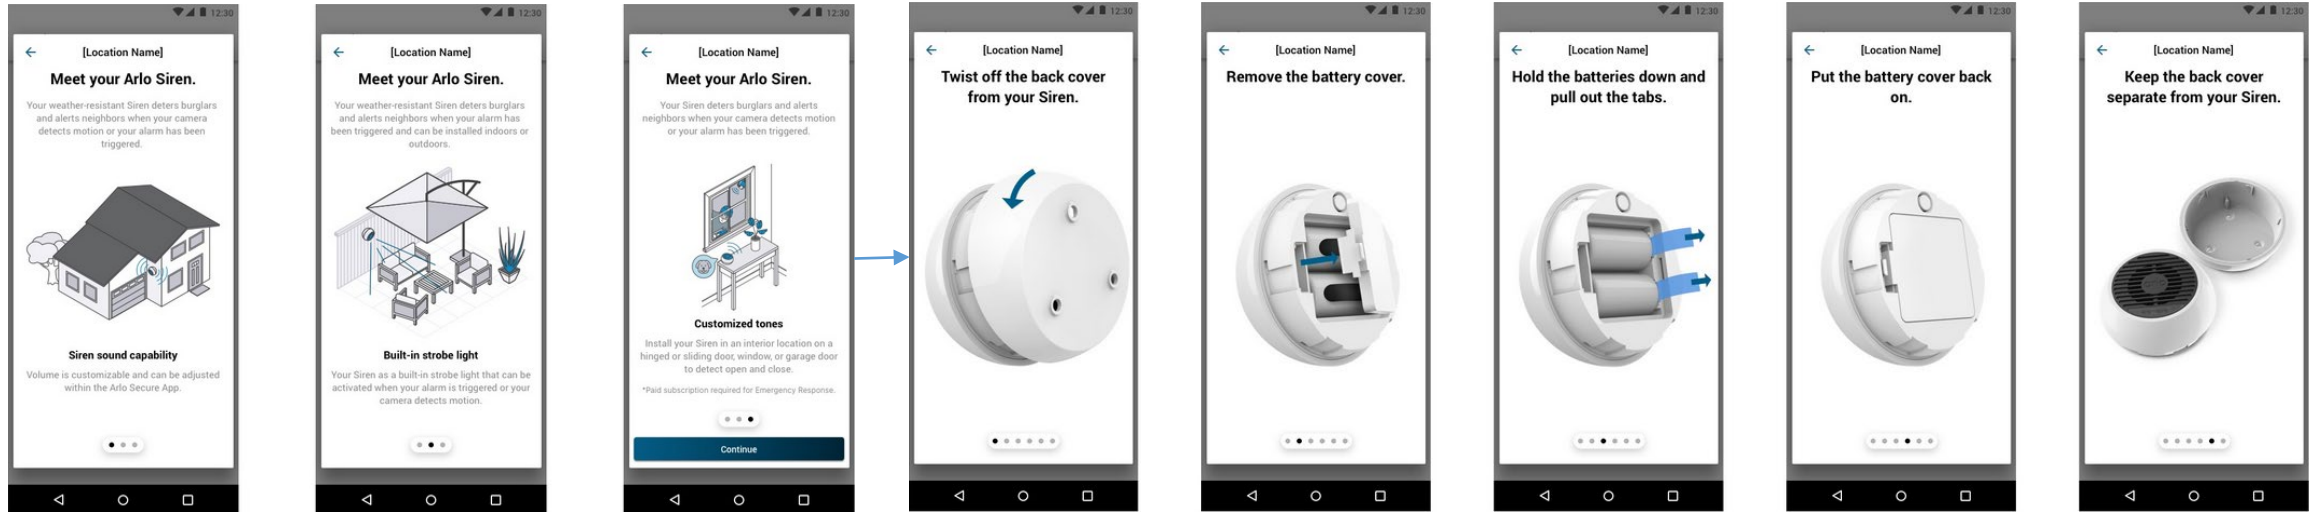 12:30
[Location Name]
Meet your Arlo Siren.
Your weather-resistant Siren deters burglars
and alerts neighbors when your camera
detects motion or your alarm has been
triggered.
Siren sound capability
Volume is customizable and can be adjusted
within the Arlo Secure App.
12:30
[Location Name]
Meet your Arlo Siren.
Your weather-resistant Siren deters burglars
and alerts neighbors when your alarm has
been triggered and can be installed indoors or
outdoors.
Built-in strobe light
Your Siren as a built-in strobe light that can be
activated when your alarm is triggered or your
camera detects motion.
12:30
[Location Name]
Meet your Arlo Siren.
Your Siren deters burglars and alerts
neighbors when your camera detects motion
or your alarm has been triggered.
Customized tones
Install your Siren in an interior location on a
hinged or sliding door, window, or garage door
to detect open and close.
*Paid subscription required for Emergency Response.
Continue
12:30
[Location Name]
Twist off the back cover
from your Siren.
12:30
[Location Name]
Remove the battery cover.
12:30
[Location Name]
Hold the batteries down and
pull out the tabs.
12:30
[Location Name]
Put the battery cover back
on.
12:30
[Location Name]
Keep the back cover
separate from your Siren.